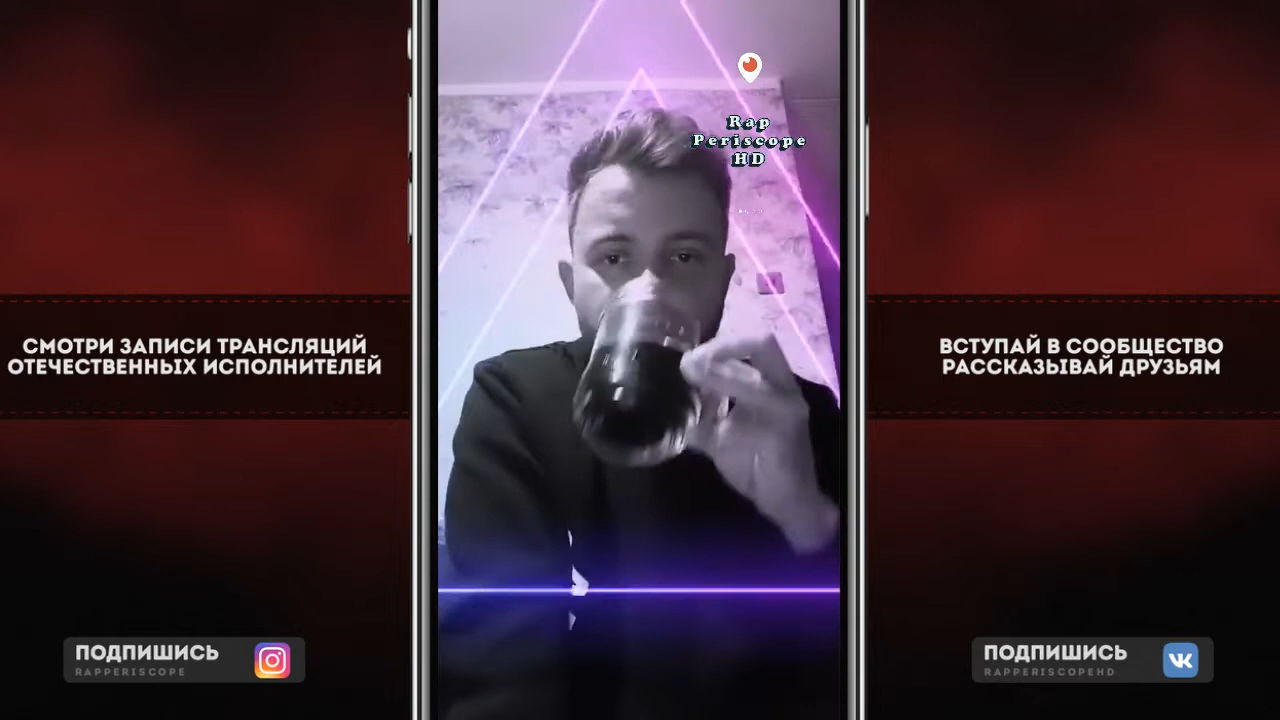 Rap
Periscope
HD
СМОТРИ ЗАПИСИ ТРАНСЛЯЦИЙ
ОТЕЧЕСТВЕННЫХ ИСПОЛНИТЕЛЕЙ
ВСТУПАЙ В СООБЩЕСТВО
РАССКАЗЫВАЙ ДРУЗЬЯМ
ПОДПИШИСЬ
RAPPERISCOPE
ПОДПИШИСЬ
RAPPERISCOPEHD